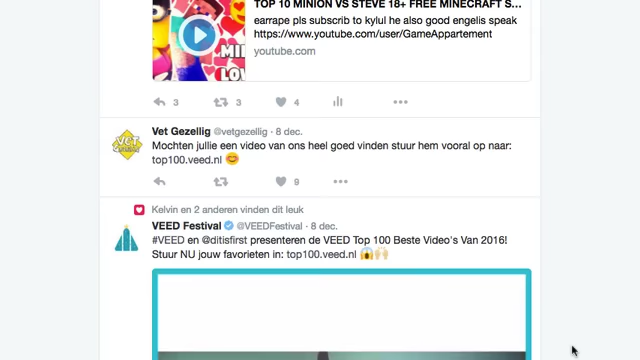 TOP 10 MINION VS STEVE 18+ FREE MINECRAFT S...
earrape pls subscrib to kylul he also good engelis speak
https://www.youtube.com/user/GameAppartement
youtube.com
3 3 4
Vet Gezellig @vetgezellig · 8 dec.
Mochten jullie een video van ons heel goed vinden stuur hem vooral op naar:
top100.veed.nl
9
Kelvin en 2 anderen vinden dit leuk
VEED Festival @VEEDFestival · 8 dec.
#VEED en @ditisfirst presenteren de VEED Top 100 Beste Video's Van 2016!
Stuur NU jouw favorieten in: top100.veed.nl